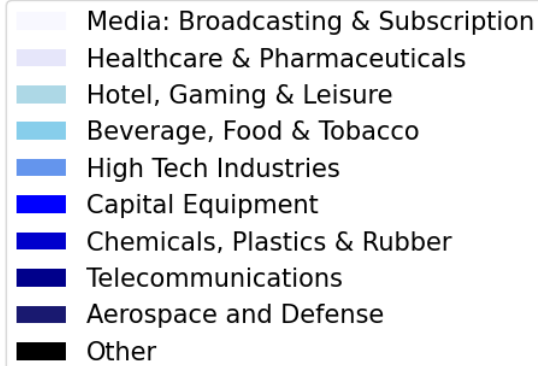 Media: Broadcasting & Subscription
Healthcare & Pharmaceuticals
Hotel, Gaming & Leisure
Beverage, Food & Tobacco
High Tech Industries
Capital Equipment
Chemicals, Plastics & Rubber
Telecommunications
Aerospace and Defense
Other